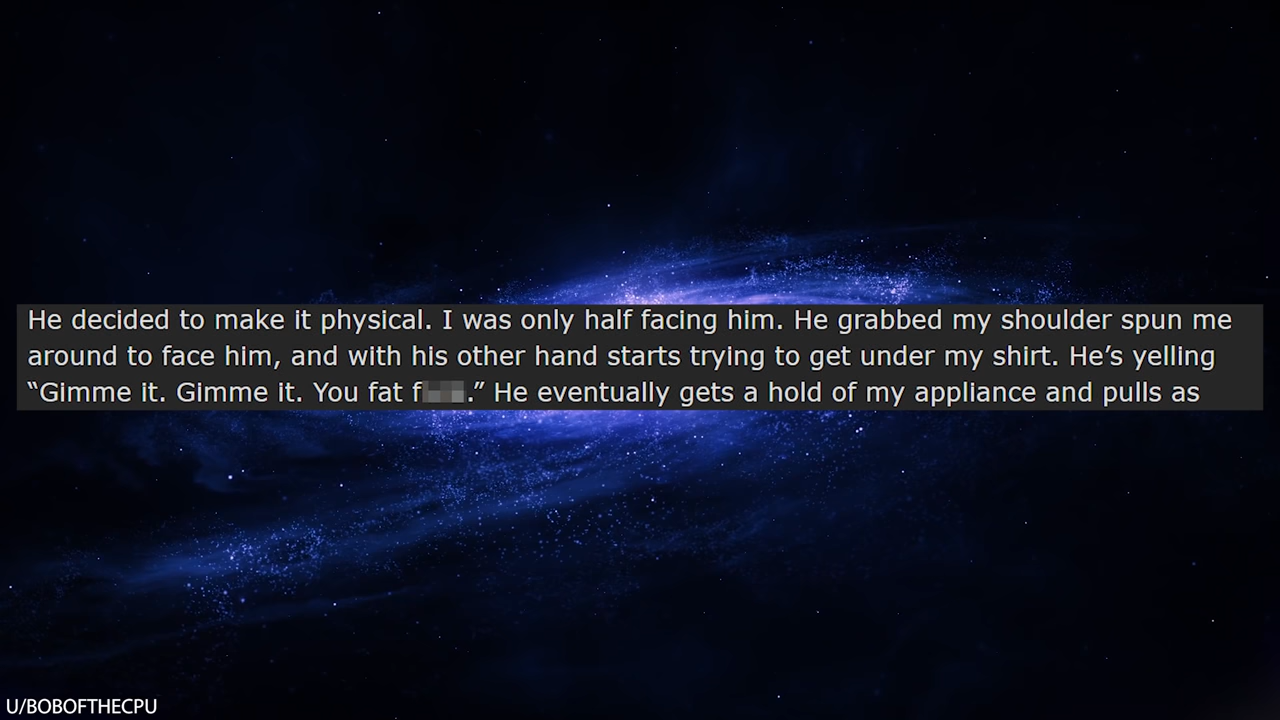 He decided to make it physical. I was only half facing him. He grabbed my shoulder spun me
around to face him, and with his other hand starts trying to get under my shirt. He’s yelling
“Gimme it. Gimme it. You fat f .” He eventually gets a hold of my appliance and pulls as
U/BOBOFTHECPU